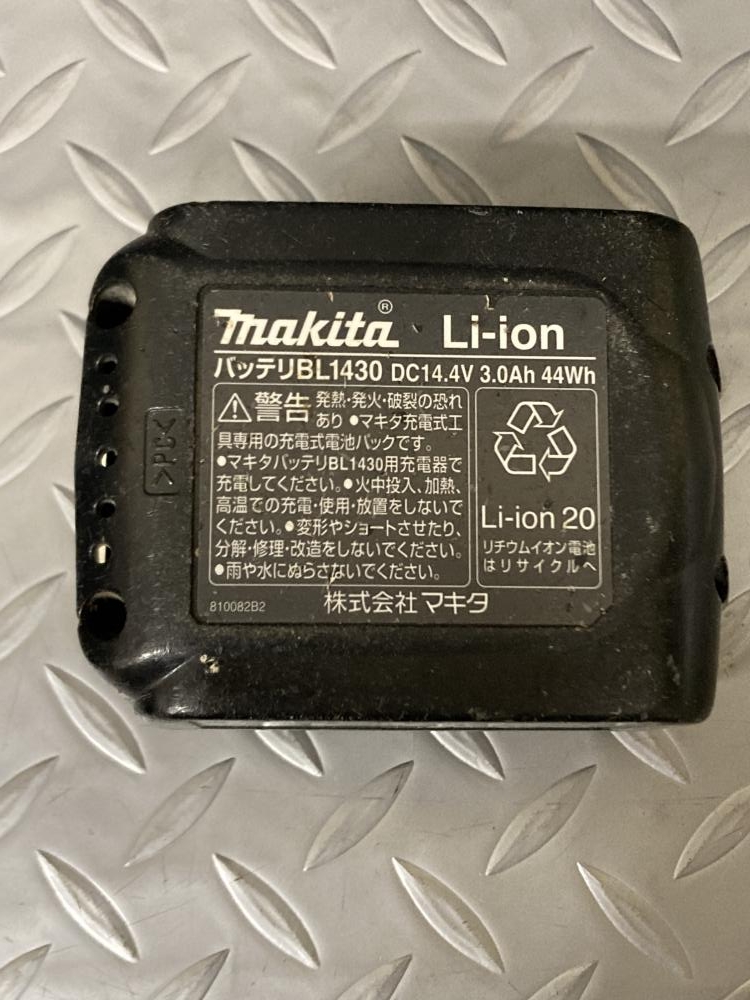 makita® Li-ion
バッテリBL1430 DC14.4V 3.0Ah 44Wh
警告 発熱・発火・破裂の恐れ
あり ●マキタ充電式工
具専用の充電式電池パックです。
●マキタバッテリBL1430用充電器で
充電してください。●火中投入、加熱、
高温での充電・使用・放置をしないで
ください。●変形やショートさせたり、
分解・修理・改造をしないでください。
●雨や水にぬらさないでください。
Li-ion 20
リチウムイオン電池
はリサイクルへ
810082B2
株式会社マキタ
>PC<